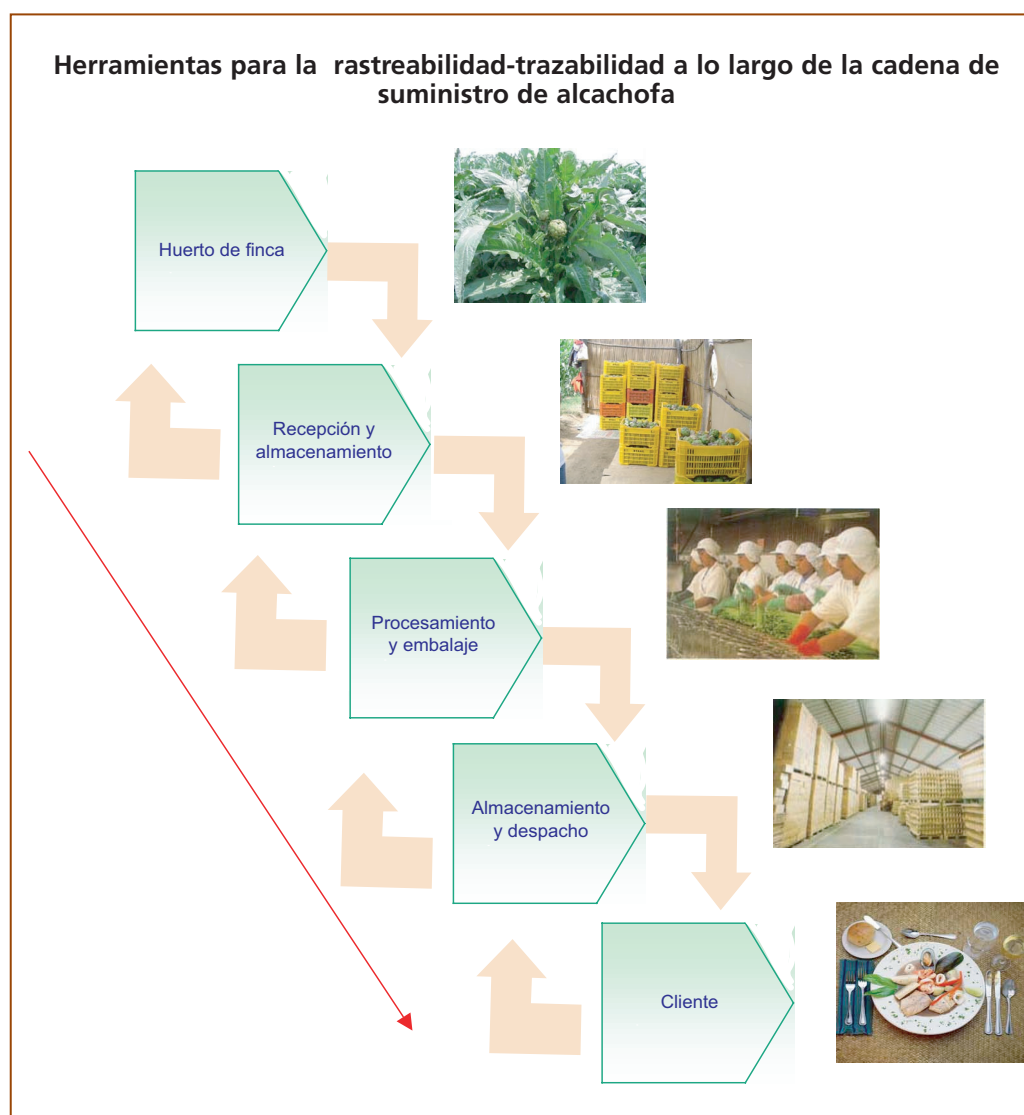 Herramientas para la rastreabilidad-trazabilidad a lo largo de la cadena de
suministro de alcachofa
Huerto de finca
Recepción y
almacenamiento
Procesamiento
y embalaje
Almacenamiento
y despacho
Cliente